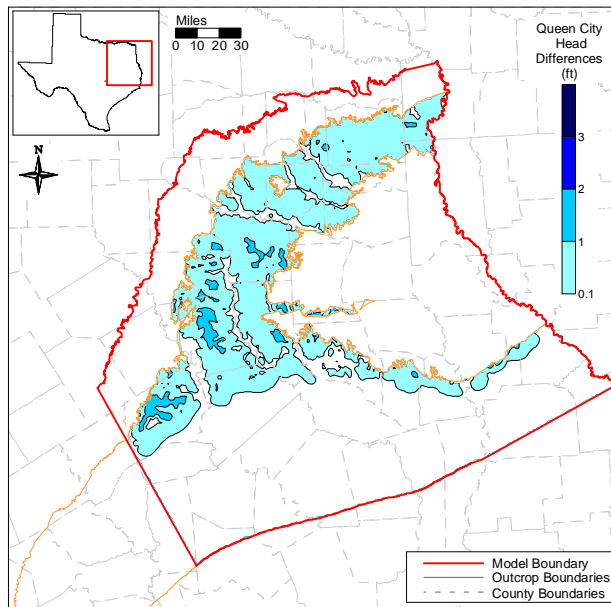 Miles
0 10 20 30
N
Queen City
Head
Differences
(ft)
3
2
1
0.1
Model Boundary
Outcrop Boundaries
County Boundaries